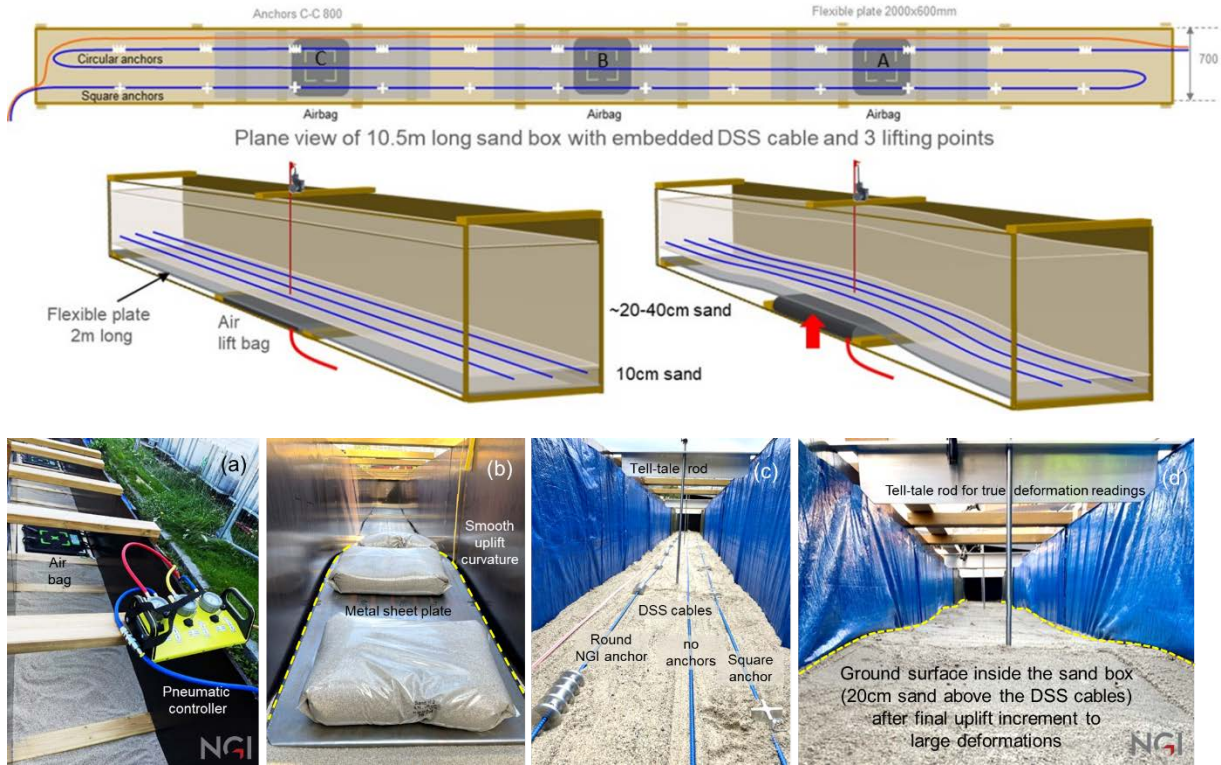 Anchors C-C 800
Flexible plate 2000x600mm
C
B
A
700
Circular anchors
Square anchors
Airbag
Airbag
Airbag
Plane view of 10.5m long sand box with embedded DSS cable and 3 lifting points
Flexible plate
2m long
Air
lift bag
~20-40cm sand
10cm sand
(a)
Air
bag
Pneumatic
controller
NGI
(b)
Smooth
uplift
curvature
Metal sheet plate
(c)
Tell-tale rod
DSS cables
Round
NGI anchor
no
anchors
Square
anchor
(d)
Tell-tale rod for true deformation readings
Ground surface inside the sand box
(20cm sand above the DSS cables)
after final uplift increment to
large deformations
NGI